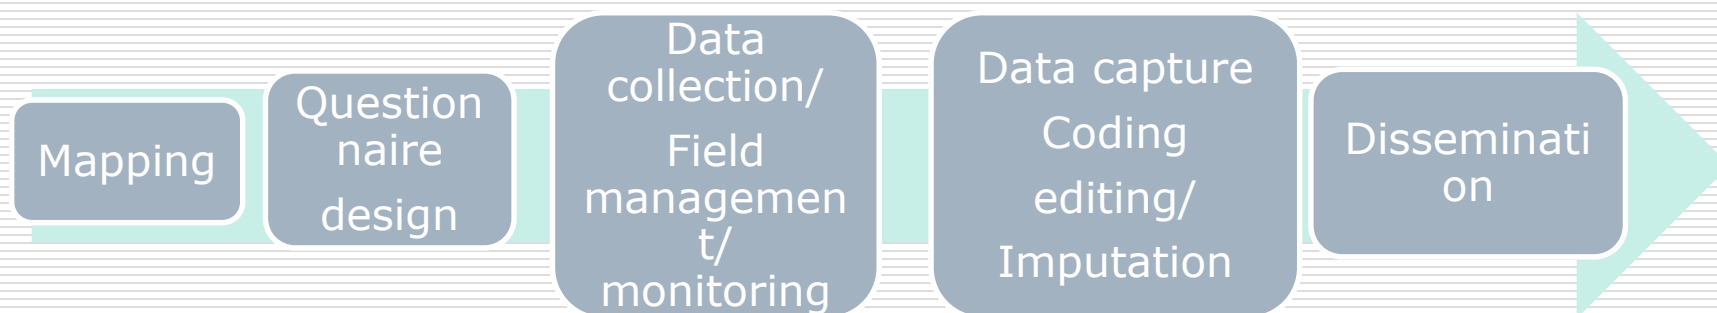 Mapping
Question
naire
design
Data
collection/
Field
managemen
t/
monitoring
Data capture
Coding
editing/
Imputation
Disseminati
on